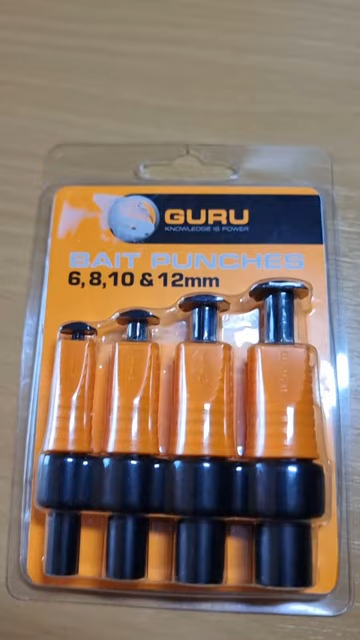 GURU
KNOWLEDGE IS POWER
BAIT PUNCHES
6, 8, 10 & 12mm